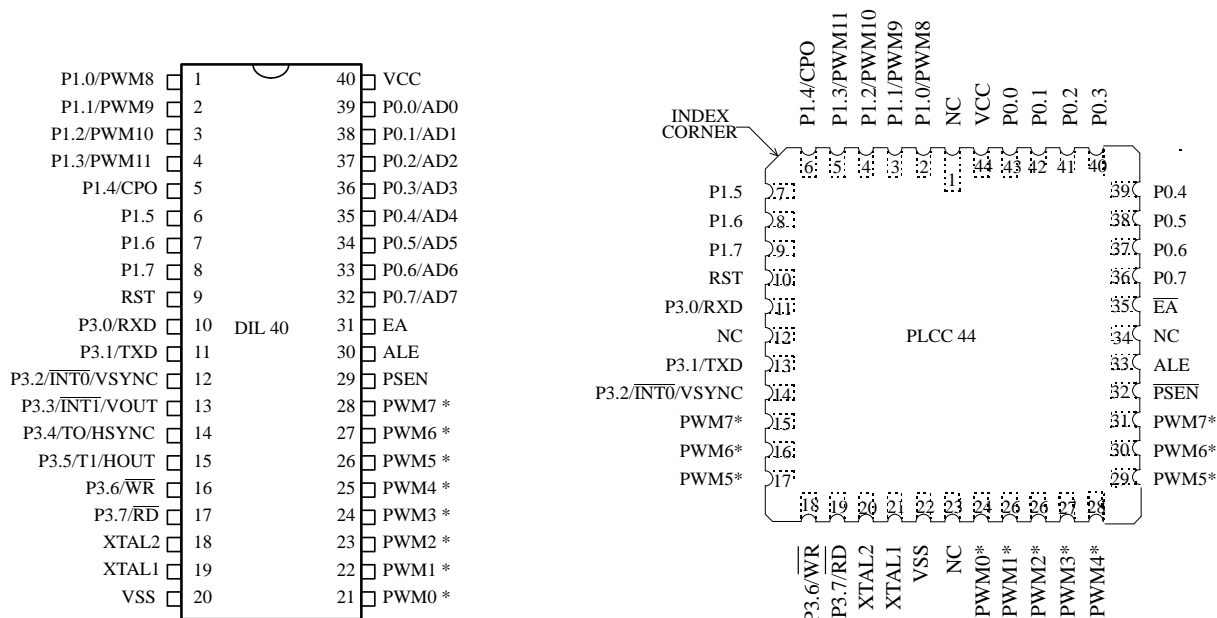 P1.0/PWM8 1 40 VCC
P1.1/PWM9 2 39 P0.0/AD0
P1.2/PWM10 3 38 P0.1/AD1
P1.3/PWM11 4 37 P0.2/AD2
P1.4/CPO 5 36 P0.3/AD3
P1.5 6 35 P0.4/AD4
P1.6 7 34 P0.5/AD5
P1.7 8 33 P0.6/AD6
RST 9 32 P0.7/AD7
P3.0/RXD 10 31 EA
DIL 40
P3.1/TXD 11 30 ALE
P3.2/INT0/VSYNC 12 29 PSEN
P3.3/INT1/VOUT 13 28 PWM7 *
P3.4/TO/HSYNC 14 27 PWM6 *
P3.5/T1/HOUT 15 26 PWM5 *
P3.6/WR 16 25 PWM4 *
P3.7/RD 17 24 PWM3 *
XTAL2 18 23 PWM2 *
XTAL1 19 22 PWM1 *
VSS 20 21 PWM0 *
INDEX
CORNER
P1.4/CPO
P1.3/PWM11
P1.2/PWM10
P1.1/PWM9
P1.0/PWM8
NC
VCC
P0.0
P0.1
P0.2
P0.3
6 5 4 3 2 1 44 43 42 41 40
P1.5 7 39 P0.4
P1.6 8 38 P0.5
P1.7 9 37 P0.6
RST 10 36 P0.7
P3.0/RXD 11 35 EA
NC 12 34 NC
PLCC 44
P3.1/TXD 13 33 ALE
P3.2/INT0/VSYNC 14 32 PSEN
PWM7* 15 31 PWM7*
PWM6* 16 30 PWM6*
PWM5* 17 29 PWM5*
18 19 20 21 22 23 24 26 26 27 28
P3.6/WR
P3.7/RD
XTAL2
XTAL1
VSS
NC
PWM0*
PWM1*
PWM2*
PWM3*
PWM4*